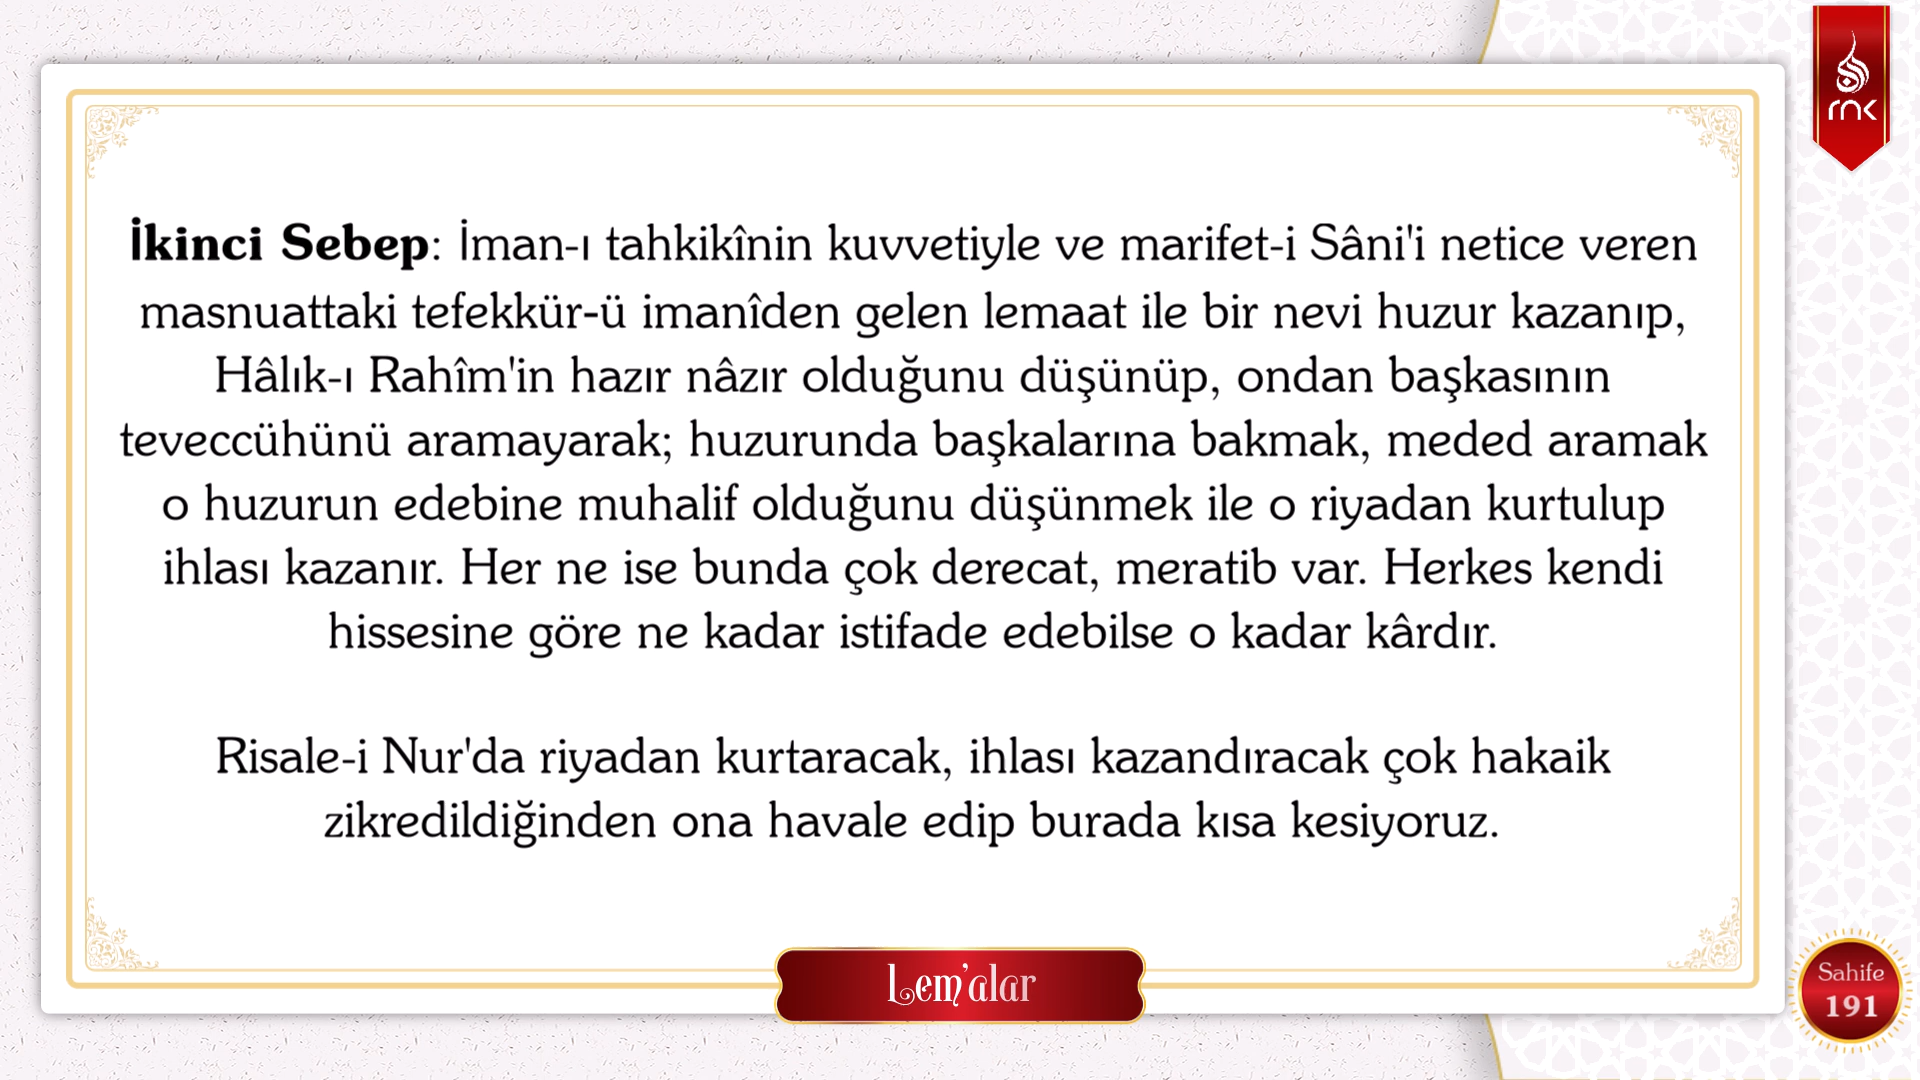 rnk
İkinci Sebep: İman-ı tahkikînin kuvvetiyle ve marifet-i Sâni'i netice veren
masnuattaki tefekkür-ü imanîden gelen lemaat ile bir nevi huzur kazanıp,
Hâlık-ı Rahîm'in hazır nâzır olduğunu düşünüp, ondan başkasının
teveccühünü aramayarak; huzurunda başkalarına bakmak, meded aramak
o huzurun edebine muhalif olduğunu düşünmek ile o riyadan kurtulup
ihlası kazanır. Her ne ise bunda çok derecat, meratib var. Herkes kendi
hissesine göre ne kadar istifade edebilse o kadar kârdır.
Risale-i Nur'da riyadan kurtaracak, ihlası kazandıracak çok hakaik
zikredildiğinden ona havale edip burada kısa kesiyoruz.
Lem'alar
Sahife
191